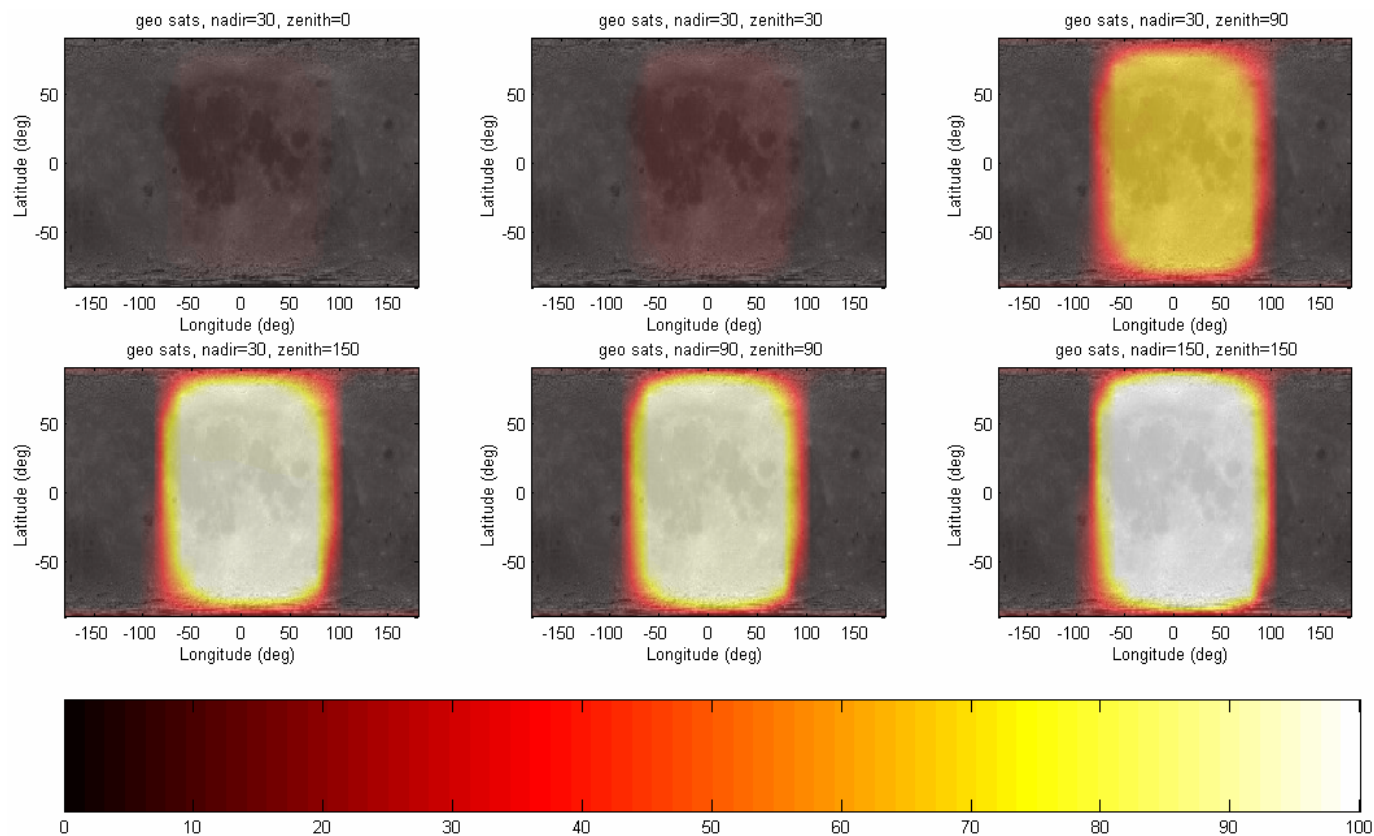 geo sats, nadir=30, zenith=0
50
0
-50
Latitude (deg)
-150 -100 -50 0 50 100 150
Longitude (deg)
geo sats, nadir=30, zenith=30
50
0
-50
Latitude (deg)
-150 -100 -50 0 50 100 150
Longitude (deg)
geo sats, nadir=30, zenith=90
50
0
-50
Latitude (deg)
-150 -100 -50 0 50 100 150
Longitude (deg)
geo sats, nadir=30, zenith=150
50
0
-50
Latitude (deg)
-150 -100 -50 0 50 100 150
Longitude (deg)
geo sats, nadir=90, zenith=90
50
0
-50
Latitude (deg)
-150 -100 -50 0 50 100 150
Longitude (deg)
geo sats, nadir=150, zenith=150
50
0
-50
Latitude (deg)
-150 -100 -50 0 50 100 150
Longitude (deg)
0 10 20 30 40 50 60 70 80 90 100